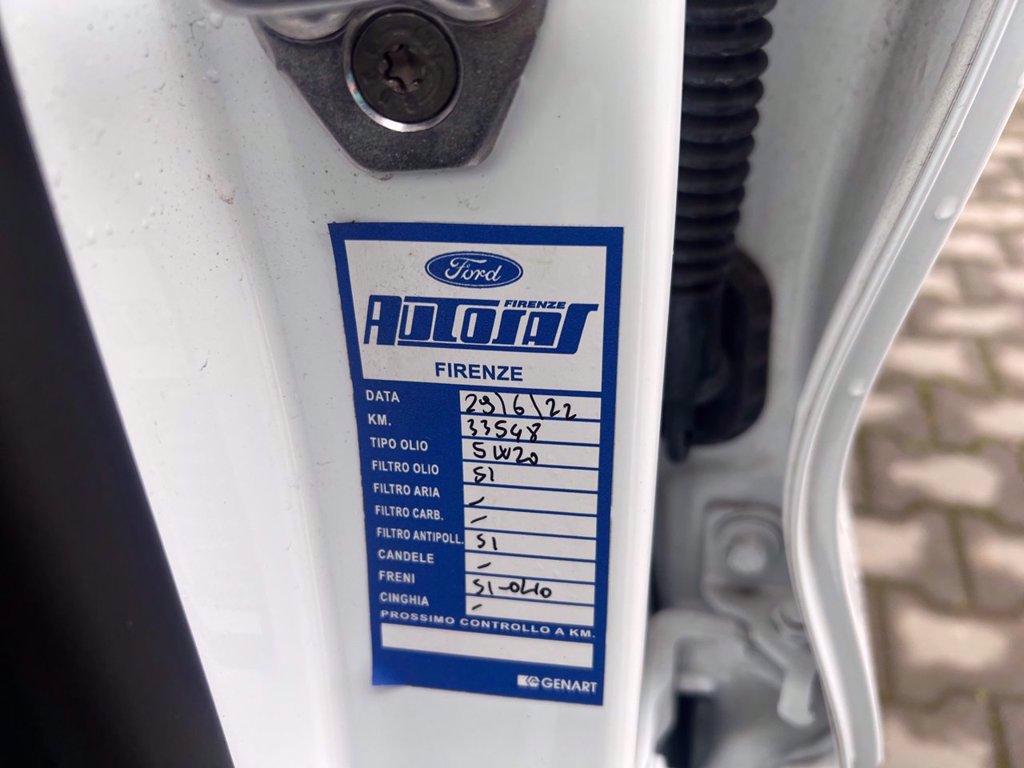 Ford
FIRENZE
AUTOSAS
FIRENZE
DATA 29/6/22
KM. 33548
TIPO OLIO 5W20
FILTRO OLIO SI
FILTRO ARIA -
FILTRO CARB. -
FILTRO ANTIPOLL. SI
CANDELE -
FRENI SI-OLIO
CINGHIA -
PROSSIMO CONTROLLO A KM.
GENART